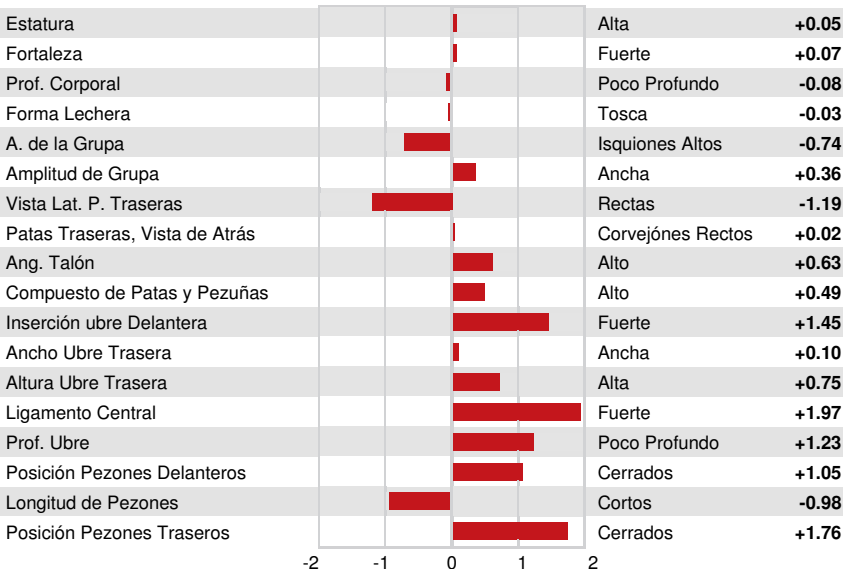 Estatura Alta +0.05
Fortaleza Fuerte +0.07
Prof. Corporal Poco Profundo -0.08
Forma Lechera Tosca -0.03
A. de la Grupa Isquiones Altos -0.74
Amplitud de Grupa Ancha +0.36
Vista Lat. P. Traseras Rectas -1.19
Patas Traseras, Vista de Atrás Corvejónes Rectos +0.02
Ang. Talón Alto +0.63
Compuesto de Patas y Pezuñas Alto +0.49
Inserción ubre Delantera Fuerte +1.45
Ancho Ubre Trasera Ancha +0.10
Altura Ubre Trasera Alta +0.75
Ligamento Central Fuerte +1.97
Prof. Ubre Poco Profundo +1.23
Posición Pezones Delanteros Cerrados +1.05
Longitud de Pezones Cortos -0.98
Posición Pezones Traseros Cerrados +1.76
-2 -1 0 1 2